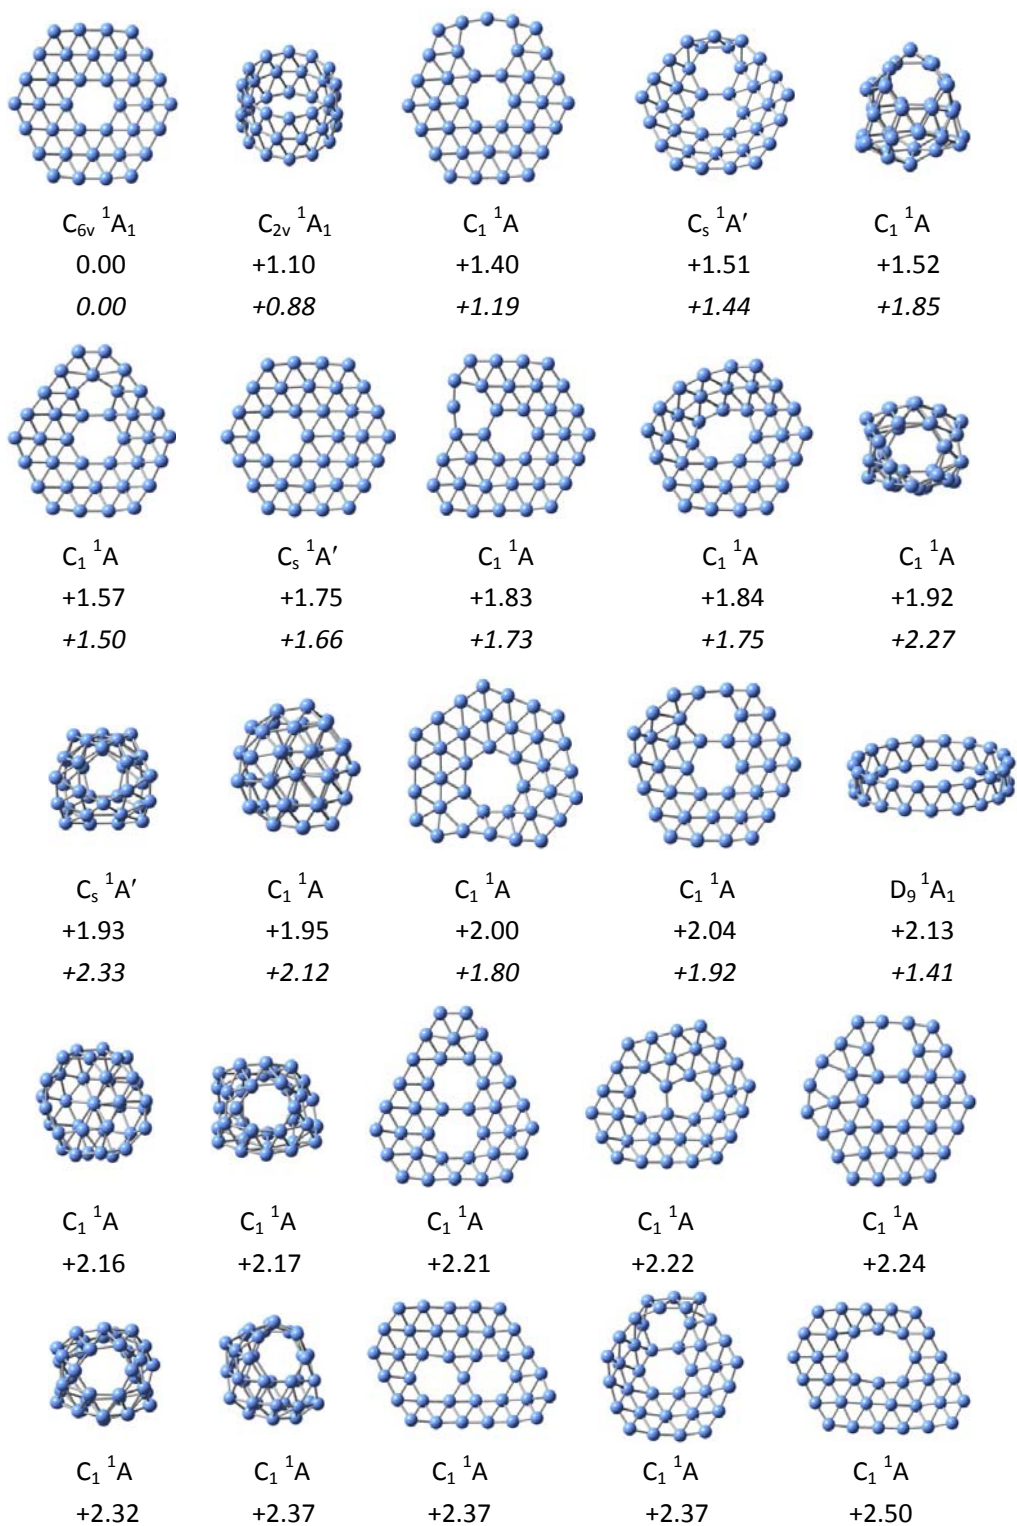 C₆ᵥ ¹A₁ C₂ᵥ ¹A₁ C₁ ¹A Cₛ ¹A′ C₁ ¹A
0.00 +1.10 +1.40 +1.51 +1.52
0.00 +0.88 +1.19 +1.44 +1.85
C₁ ¹A Cₛ ¹A′ C₁ ¹A C₁ ¹A C₁ ¹A
+1.57 +1.75 +1.83 +1.84 +1.92
+1.50 +1.66 +1.73 +1.75 +2.27
Cₛ ¹A′ C₁ ¹A C₁ ¹A C₁ ¹A D₉ ¹A₁
+1.93 +1.95 +2.00 +2.04 +2.13
+2.33 +2.12 +1.80 +1.92 +1.41
C₁ ¹A C₁ ¹A C₁ ¹A C₁ ¹A C₁ ¹A
+2.16 +2.17 +2.21 +2.22 +2.24
C₁ ¹A C₁ ¹A C₁ ¹A C₁ ¹A C₁ ¹A
+2.32 +2.37 +2.37 +2.37 +2.50